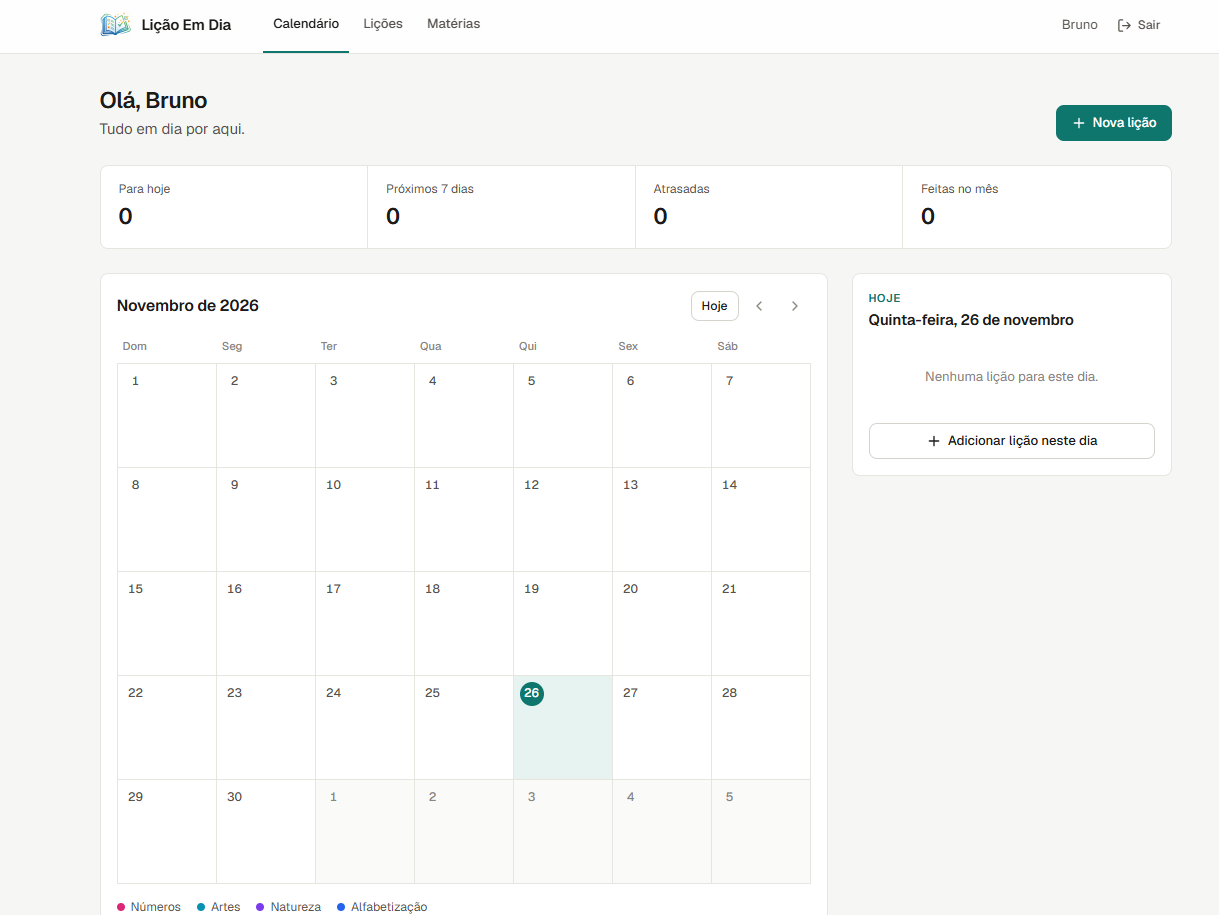 Lição Em Dia Calendário Lições Matérias Bruno Sair
Olá, Bruno
Tudo em dia por aqui.
+ Nova lição
Para hoje Próximos 7 dias Atrasadas Feitas no mês
0 0 0 0
Novembro de 2026 Hoje
Dom Seg Ter Qua Qui Sex Sáb
1 2 3 4 5 6 7
8 9 10 11 12 13 14
15 16 17 18 19 20 21
22 23 24 25 26 27 28
29 30 1 2 3 4 5
Números Artes Natureza Alfabetização
HOJE
Quinta-feira, 26 de novembro
Nenhuma lição para este dia.
+ Adicionar lição neste dia